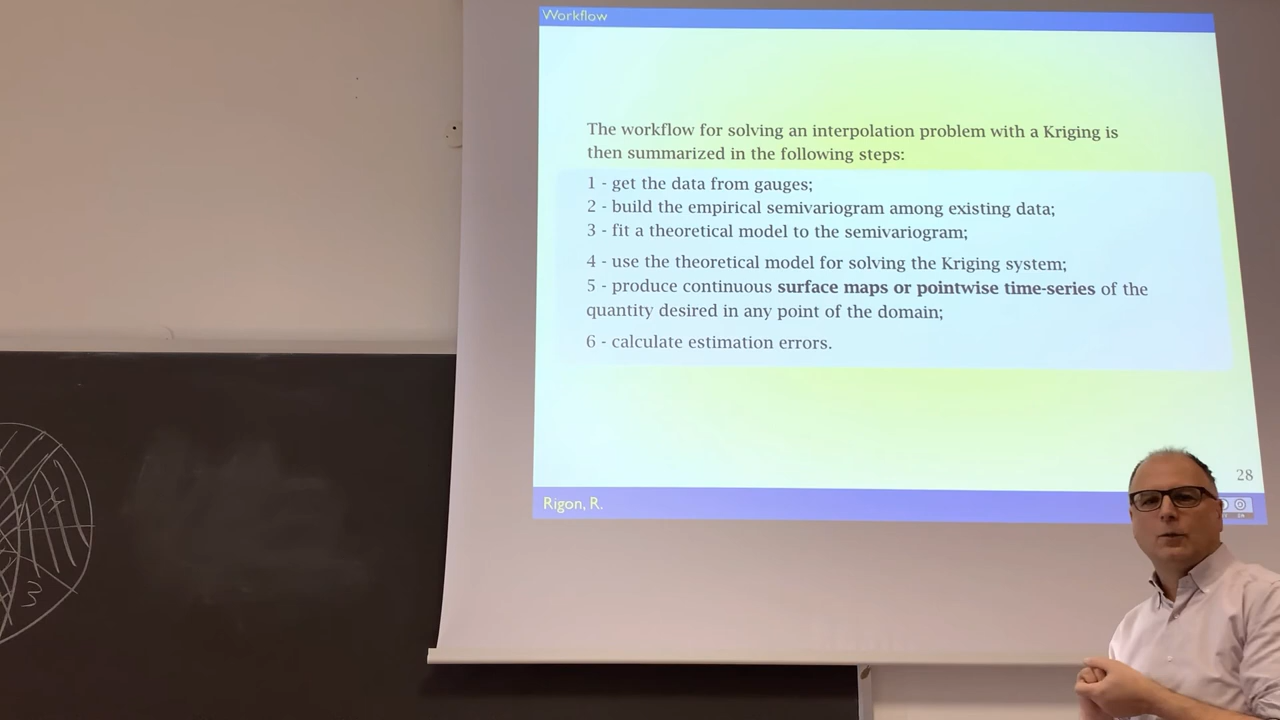 Workflow
The workflow for solving an interpolation problem with a Kriging is
then summarized in the following steps:
1 - get the data from gauges;
2 - build the empirical semivariogram among existing data;
3 - fit a theoretical model to the semivariogram;
4 - use the theoretical model for solving the Kriging system;
5 - produce continuous surface maps or pointwise time-series of the
quantity desired in any point of the domain;
6 - calculate estimation errors.
28
Rigon, R.
3